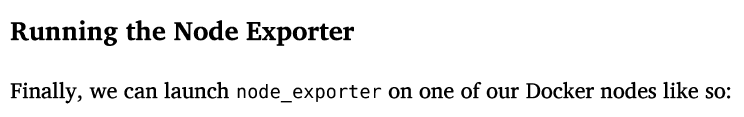 Running the Node Exporter
Finally, we can launch node_exporter on one of our Docker nodes like so: